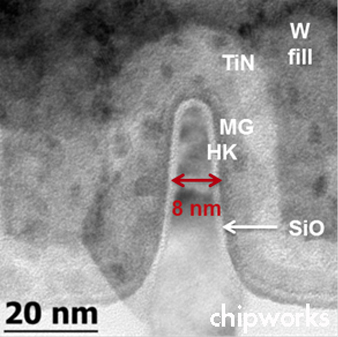 W
fill
TiN
MG
HK
8 nm
SiO
20 nm
chipworks